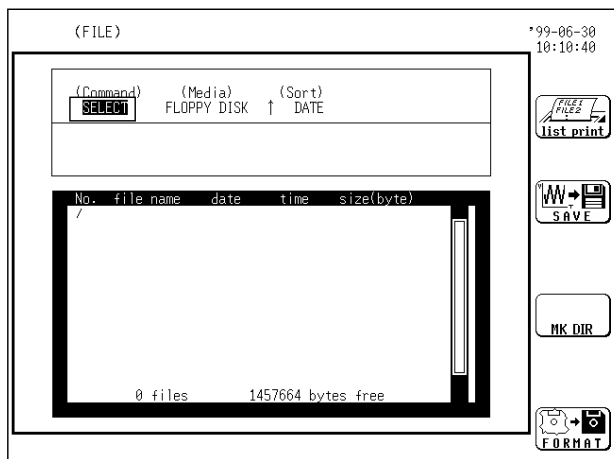 (FILE)
'99-06-30
10:10:40
(Command) (Media) (Sort)
SELECT FLOPPY DISK ↑ DATE
FILE1
FILE2
list print
No. file name date time size(byte)
/
SAVE
MK DIR
0 files 1457664 bytes free
FORMAT